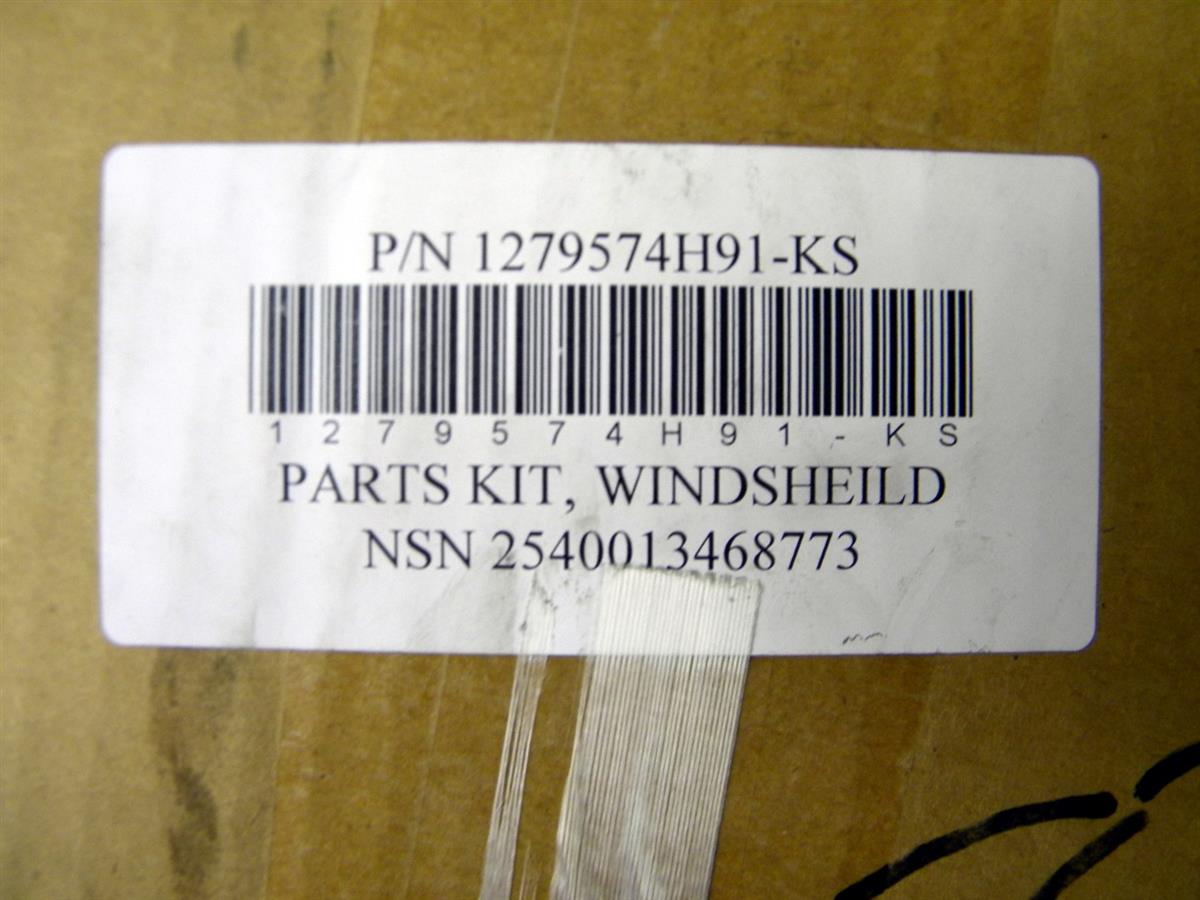 P/N 1279574H91-KS
1279574H91-KS
PARTS KIT, WINDSHEILD
NSN 2540013468773